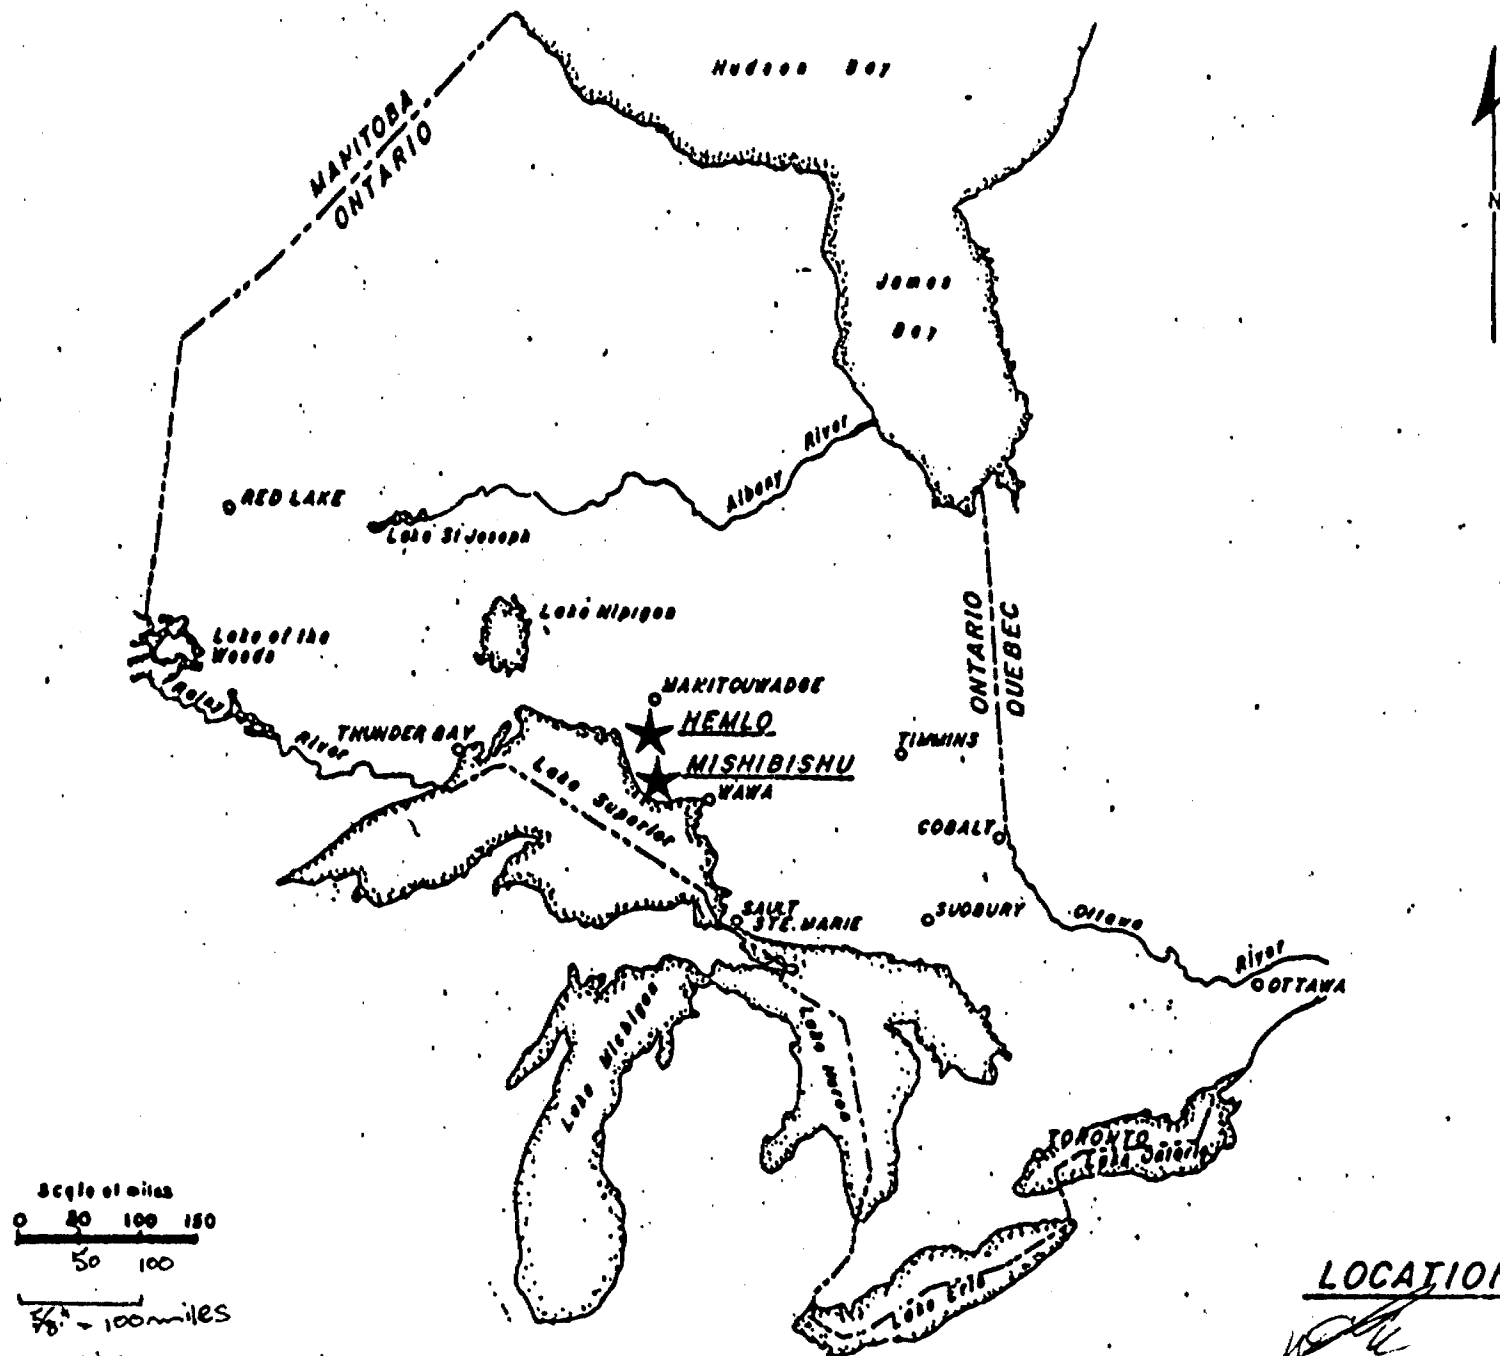 Hudson Bay
MANITOBA
ONTARIO
N
James
Bay
Albany River
RED LAKE
Lake St Joseph
Lake Nipigon
Lake of the
Woods
Rainy River
ONTARIO
QUEBEC
MAKITOUWADGE
HEMLO
THUNDER BAY
TIMMINS
MISHIBISHU
WAWA
Lake Superior
COBALT
SAULT
STE. MARIE
SUDBURY
Ottawa River
OTTAWA
Lake Michigan
Lake Huron
TORONTO
Lake Ontario
Lake Erie
Scale of miles
0 50 100 150
50 100
5/8" - 100 miles
LOCATION